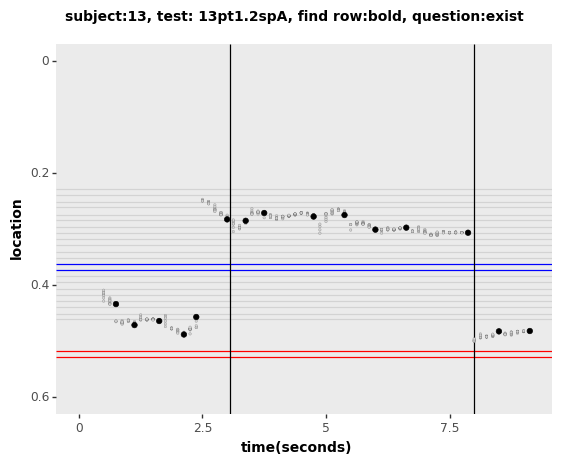 subject:13, test: 13pt1.2spA, find row:bold, question:exist
0
0.2
0.4
0.6
location
0
2.5
5
7.5
time(seconds)